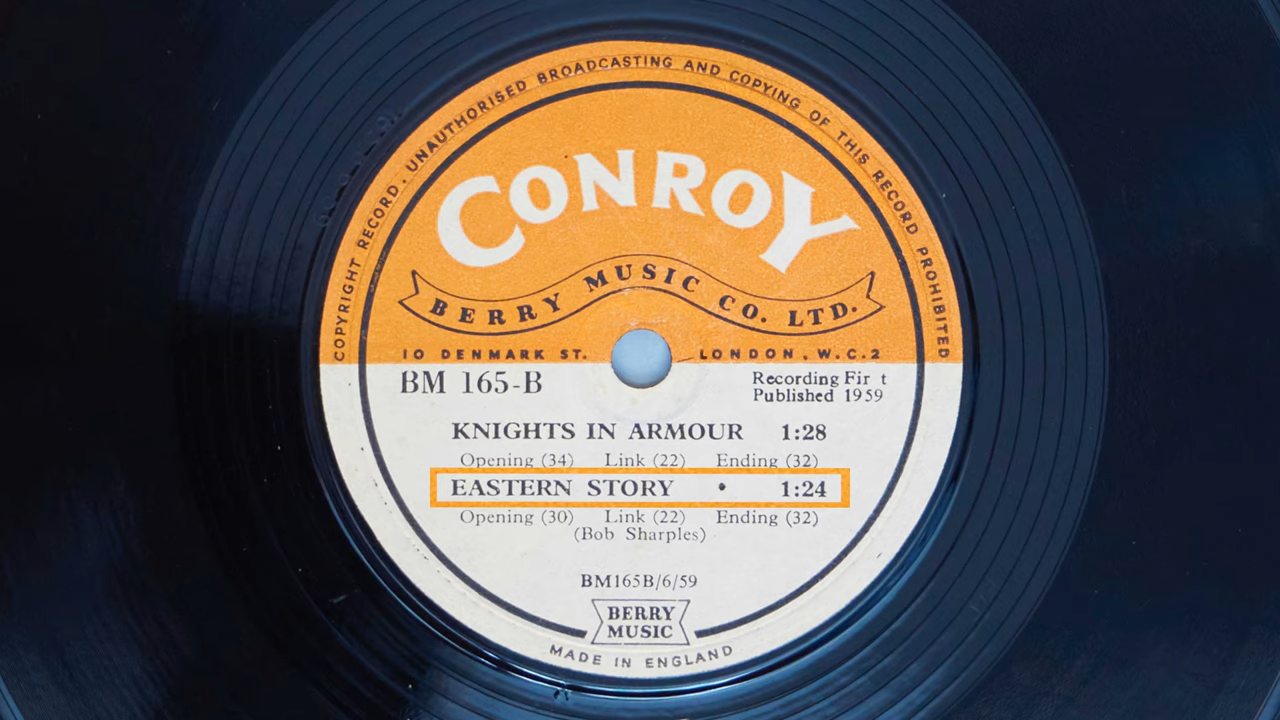 COPYRIGHT RECORD. UNAUTHORISED BROADCASTING AND COPYING OF THIS RECORD PROHIBITED
CONROY
BERRY MUSIC CO. LTD.
10 DENMARK ST. LONDON. W.C.2
BM 165-B
Recording Fir t
Published 1959
KNIGHTS IN ARMOUR 1:28
Opening (34) Link (22) Ending (32)
EASTERN STORY • 1:24
Opening (30) Link (22) Ending (32)
(Bob Sharples)
BM165B/6/59
BERRY
MUSIC
MADE IN ENGLAND